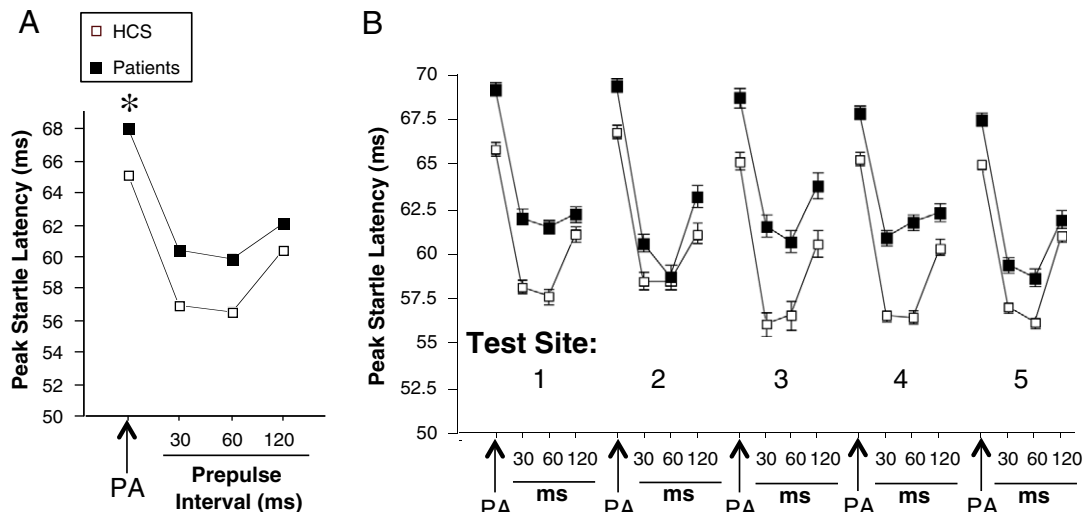 A
HCS
Patients
*
Peak Startle Latency (ms)
68
66
64
62
60
58
56
54
52
50
30 60 120
PA
Prepulse
Interval (ms)
B
Peak Startle Latency (ms)
70
67.5
65
62.5
60
57.5
55
52.5
50
Test Site:
1 2 3 4 5
30 60 120 30 60 120 30 60 120 30 60 120 30 60 120
ms ms ms ms ms
PA PA PA PA PA